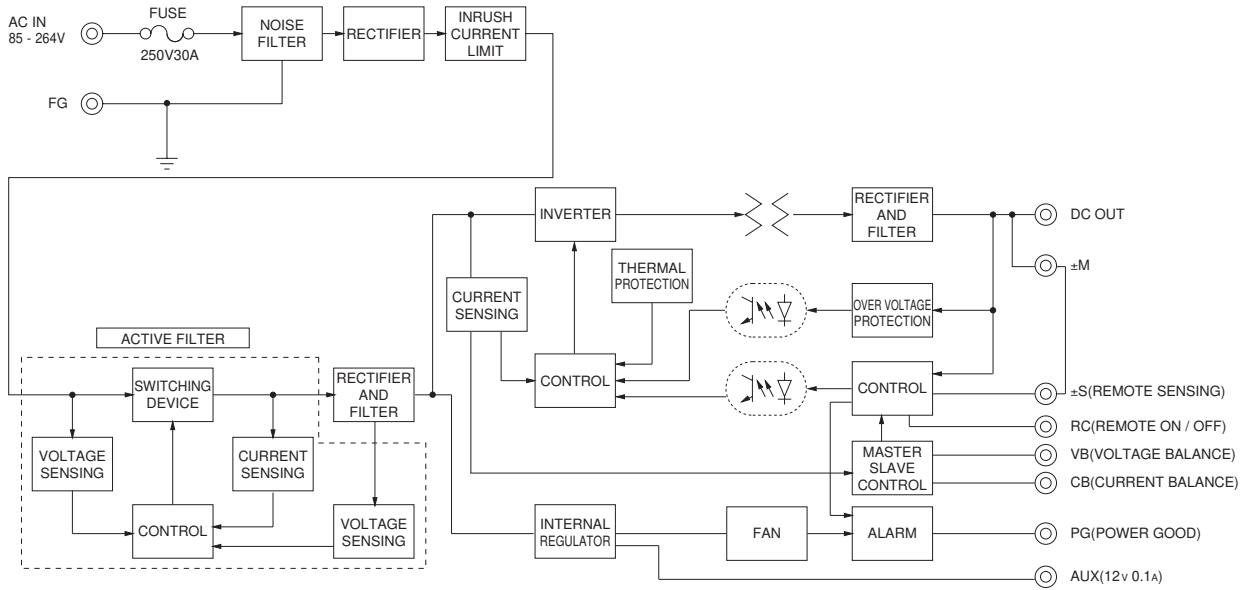 AC IN
85 - 264V
FUSE
250V30A
NOISE
FILTER
RECTIFIER
INRUSH
CURRENT
LIMIT
FG
INVERTER
RECTIFIER
AND
FILTER
DC OUT
±M
THERMAL
PROTECTION
CURRENT
SENSING
OVER VOLTAGE
PROTECTION
ACTIVE FILTER
SWITCHING
DEVICE
RECTIFIER
AND
FILTER
CONTROL
CONTROL
±S(REMOTE SENSING)
RC(REMOTE ON / OFF)
VOLTAGE
SENSING
CURRENT
SENSING
MASTER
SLAVE
CONTROL
VB(VOLTAGE BALANCE)
CB(CURRENT BALANCE)
CONTROL
VOLTAGE
SENSING
INTERNAL
REGULATOR
FAN
ALARM
PG(POWER GOOD)
AUX(12V 0.1A)